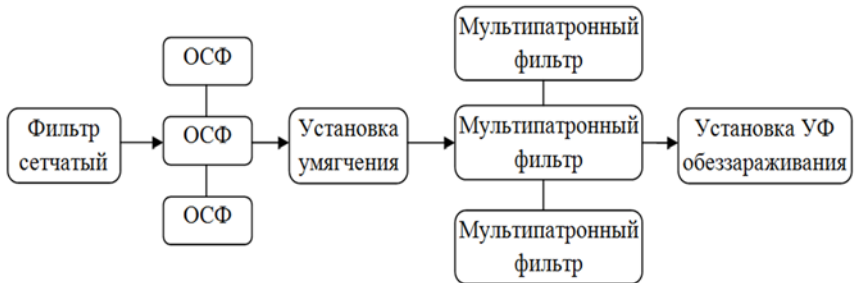 Фильтр
сетчатый
ОСФ
ОСФ
ОСФ
Установка
умягчения
Мультипатронный
фильтр
Мультипатронный
фильтр
Мультипатронный
фильтр
Установка УФ
обеззараживания